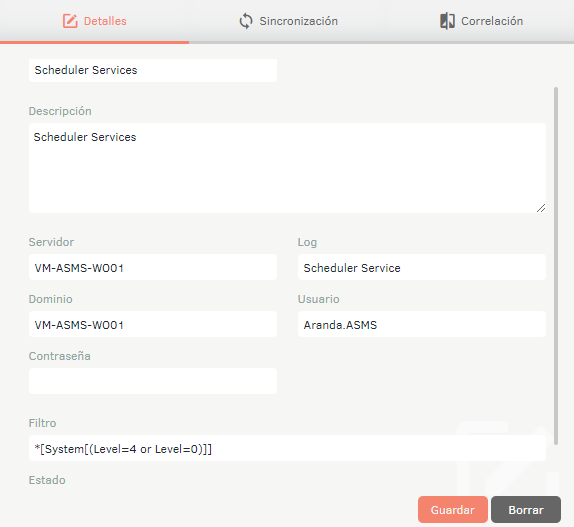 Detalles
Sincronización
Correlación
Scheduler Services
Descripción
Scheduler Services
Servidor
Log
VM-ASMS-W001
Scheduler Service
Dominio
Usuario
VM-ASMS-W001
Aranda.ASMS
Contraseña
Filtro
*[System[(Level=4 or Level=0)]]
Estado
Guardar
Borrar